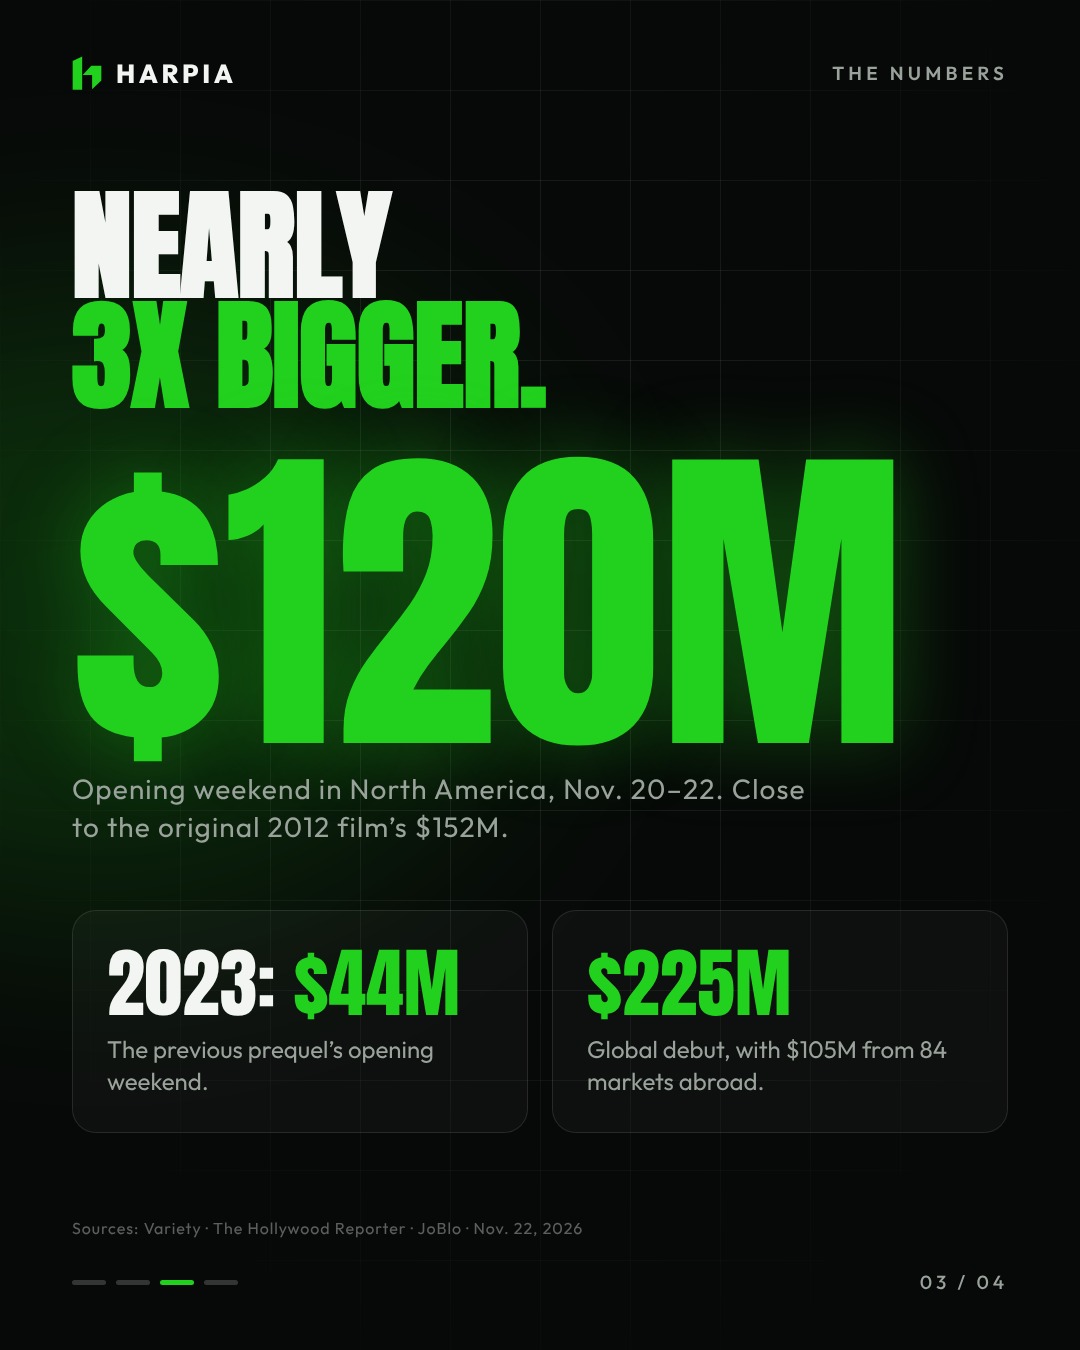 HARPIA
THE NUMBERS
NEARLY
3X BIGGER.
$120M
Opening weekend in North America, Nov. 20–22. Close
to the original 2012 film’s $152M.
2023: $44M
The previous prequel’s opening
weekend.
$225M
Global debut, with $105M from 84
markets abroad.
Sources: Variety · The Hollywood Reporter · JoBlo · Nov. 22, 2026
03 / 04